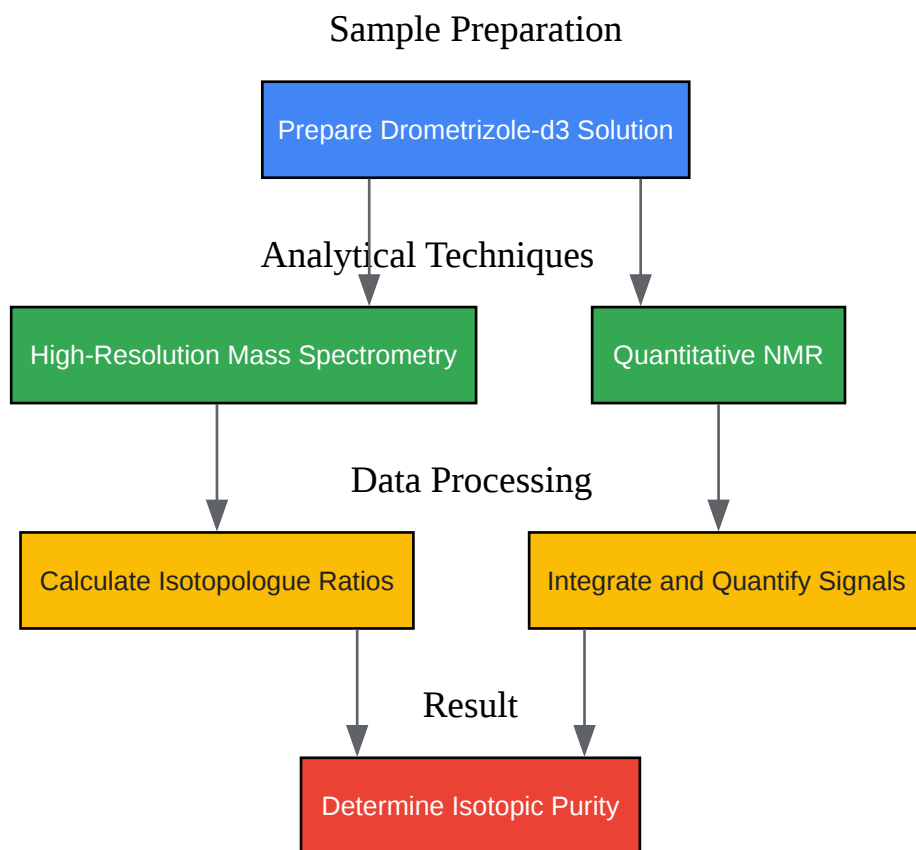 Sample Preparation
Prepare Drometrizole-d3 Solution
Analytical Techniques
High-Resolution Mass Spectrometry
Quantitative NMR
Data Processing
Calculate Isotopologue Ratios
Integrate and Quantify Signals
Result
Determine Isotopic Purity